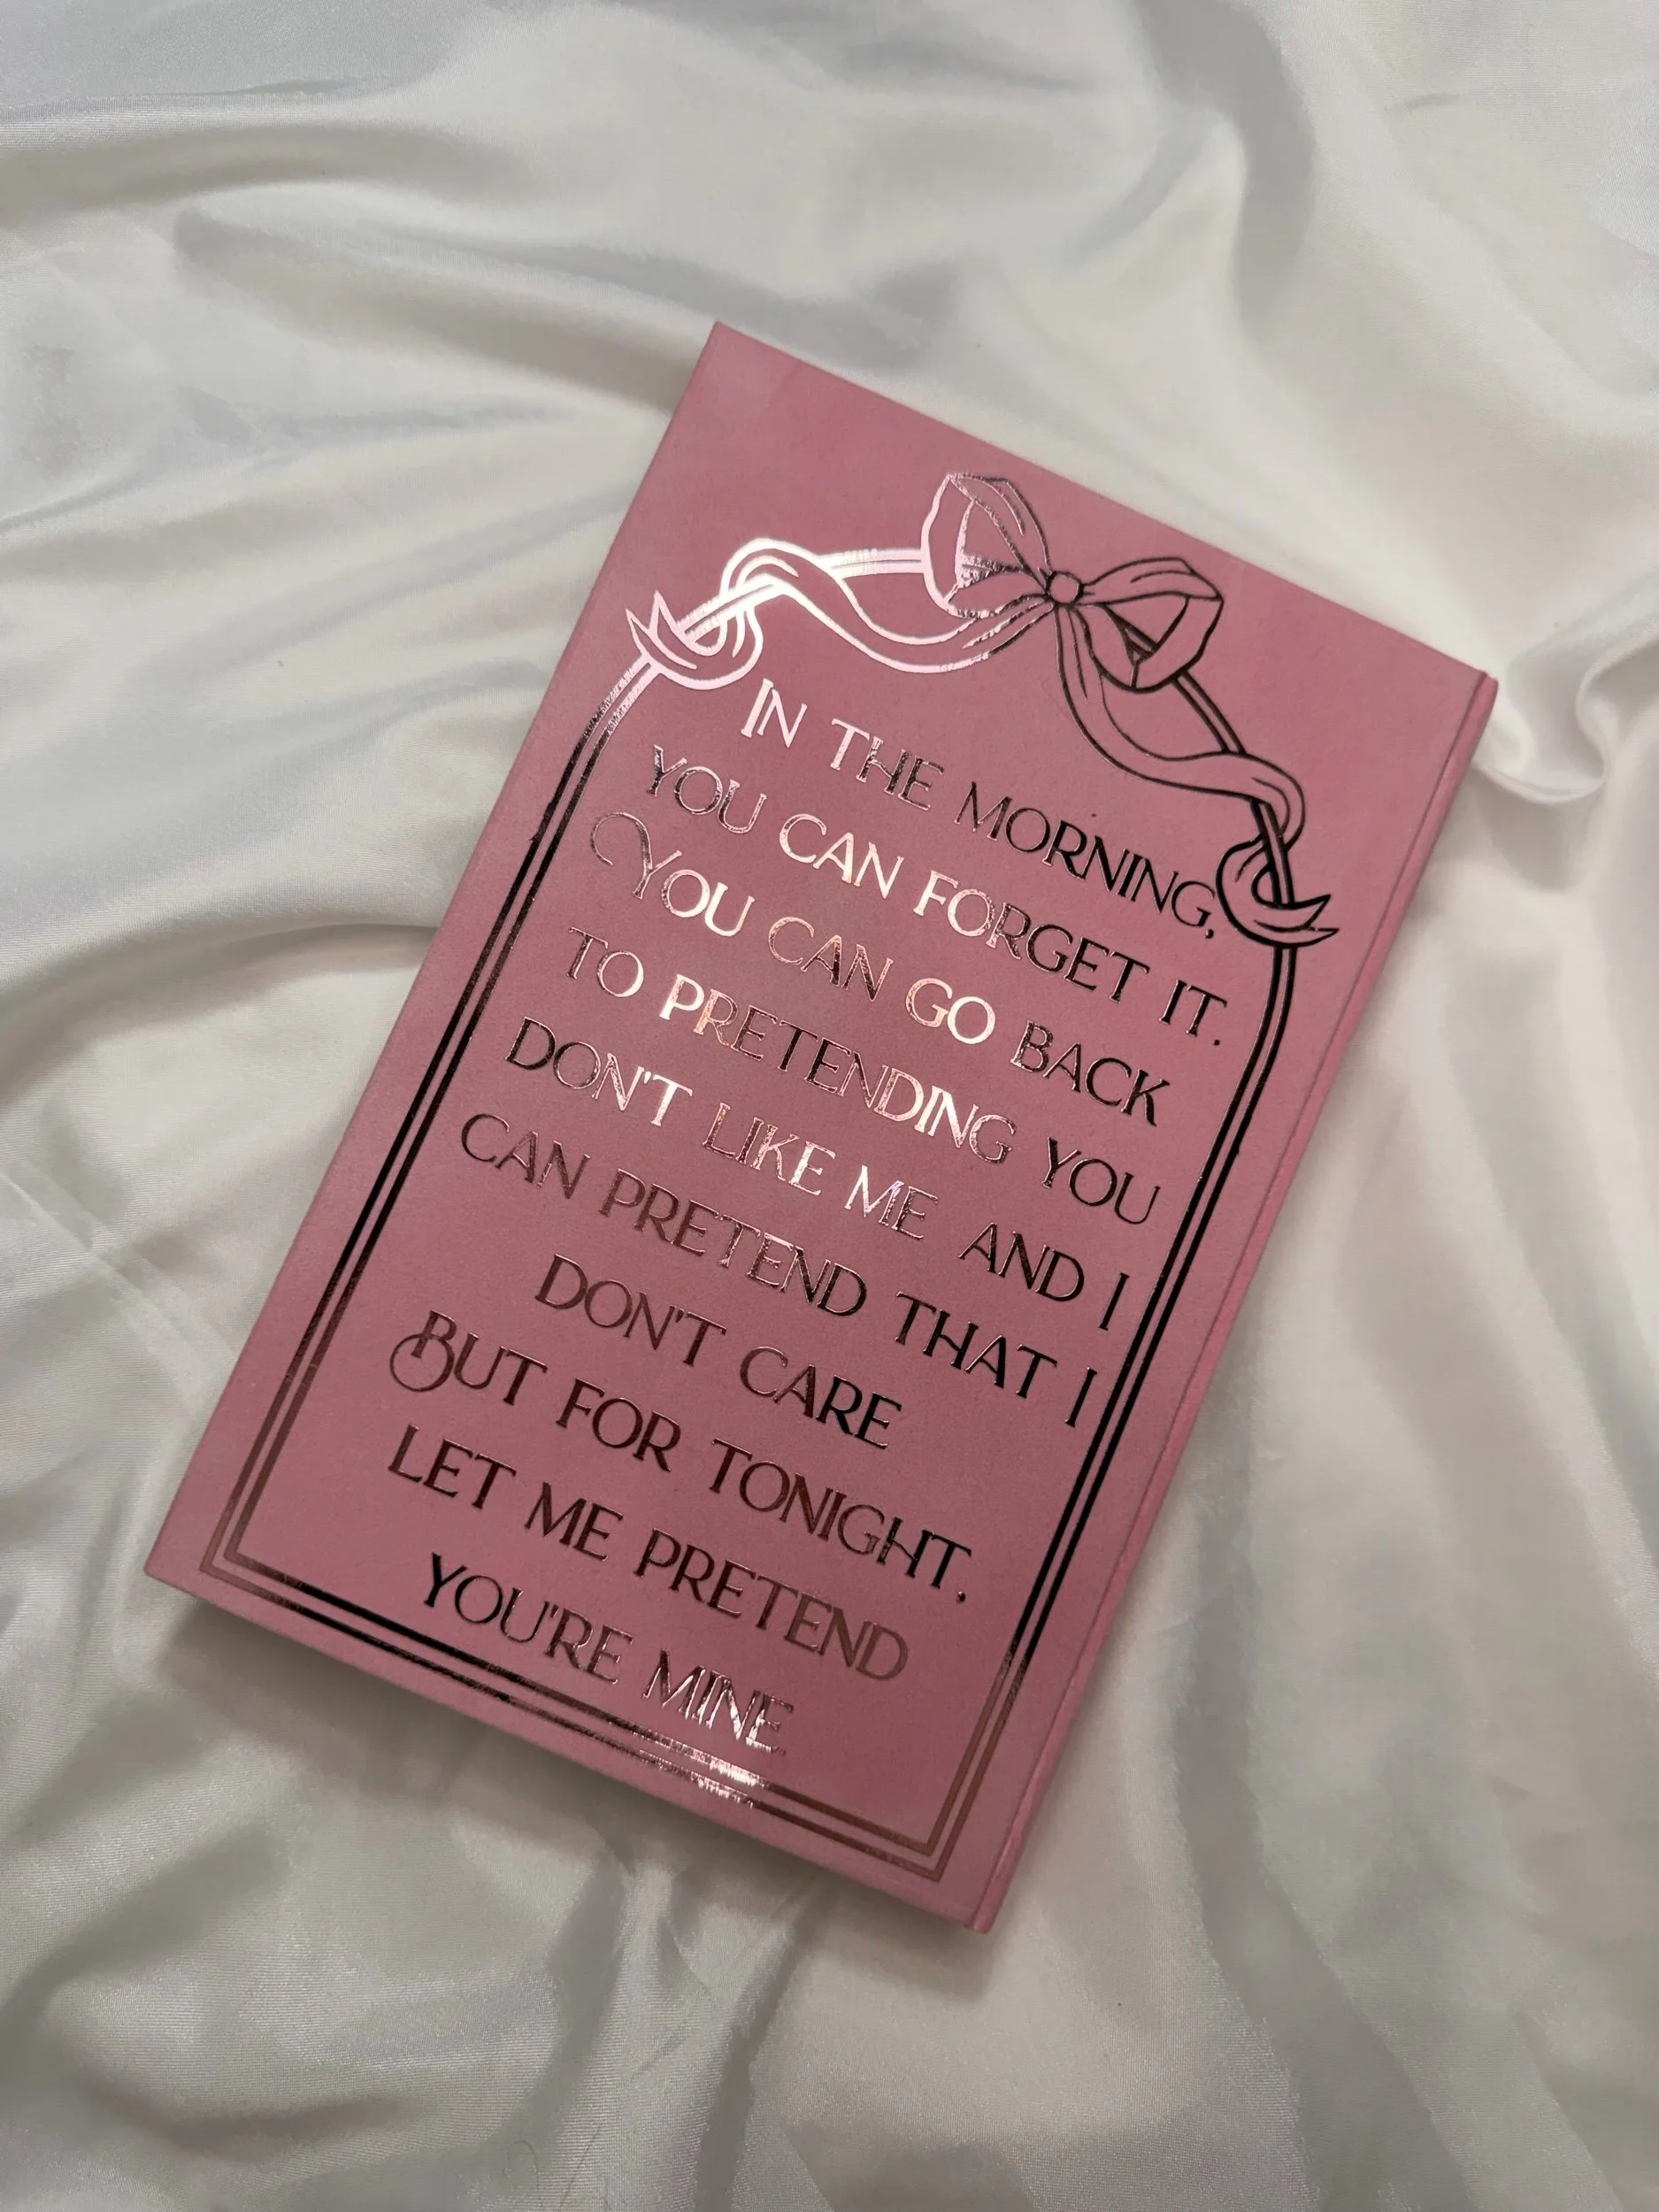 IN THE MORNING,
YOU CAN FORGET IT.
YOU CAN GO BACK
TO PRETENDING YOU
DON'T LIKE ME AND I
CAN PRETEND THAT I
DON'T CARE
BUT FOR TONIGHT,
LET ME PRETEND
YOU'RE MINE.